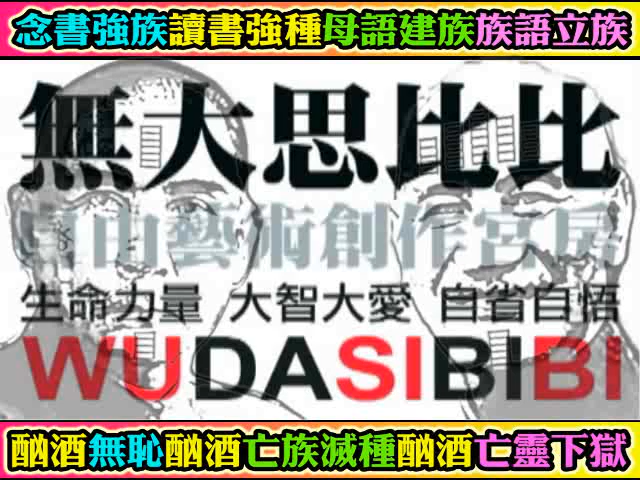 念書強族讀書強種母語建族族語立族
無大思比比
自由藝術創作宮房
生命力量 大智大愛 自省自悟
WUDASIBIBI
酗酒無恥酗酒亡族滅種酗酒亡靈下獄